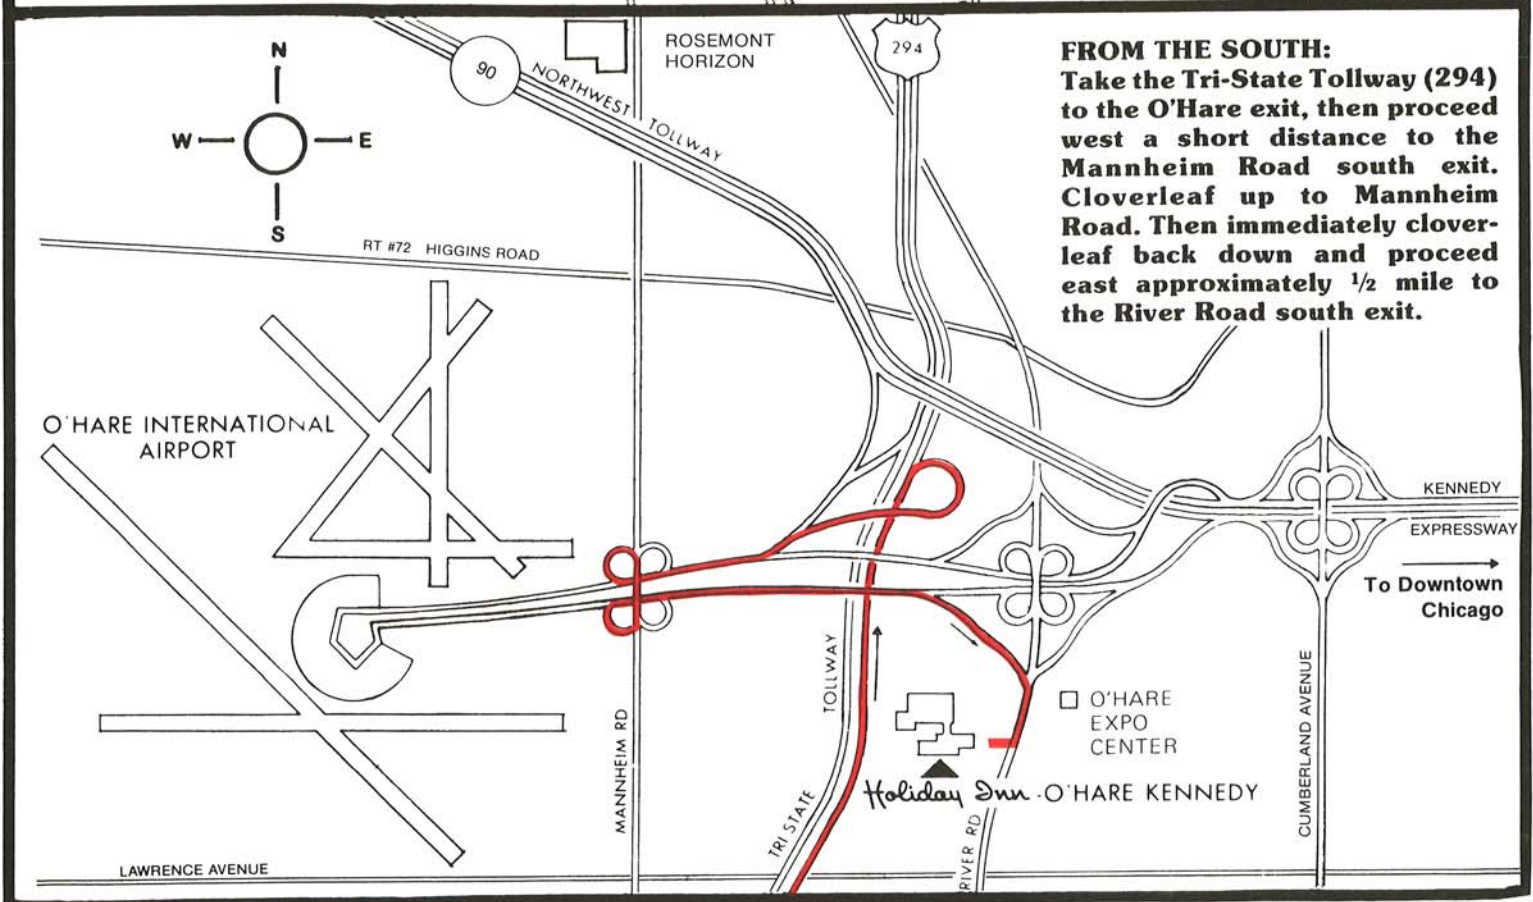 294
ROSEMONT
HORIZON
FROM THE SOUTH:
Take the Tri-State Tollway (294)
to the O'Hare exit, then proceed
west a short distance to the
Mannheim Road south exit.
Cloverleaf up to Mannheim
Road. Then immediately clover-
leaf back down and proceed
east approximately ½ mile to
the River Road south exit.
N
W E
S
90
NORTHWEST TOLLWAY
RT #72 HIGGINS ROAD
O'HARE INTERNATIONAL
AIRPORT
KENNEDY
EXPRESSWAY
To Downtown
Chicago
TOLLWAY
TRI STATE
MANNHEIM RD
CUMBERLAND AVENUE
O'HARE
EXPO
CENTER
Holiday Inn - O'HARE KENNEDY
RIVER RD
LAWRENCE AVENUE